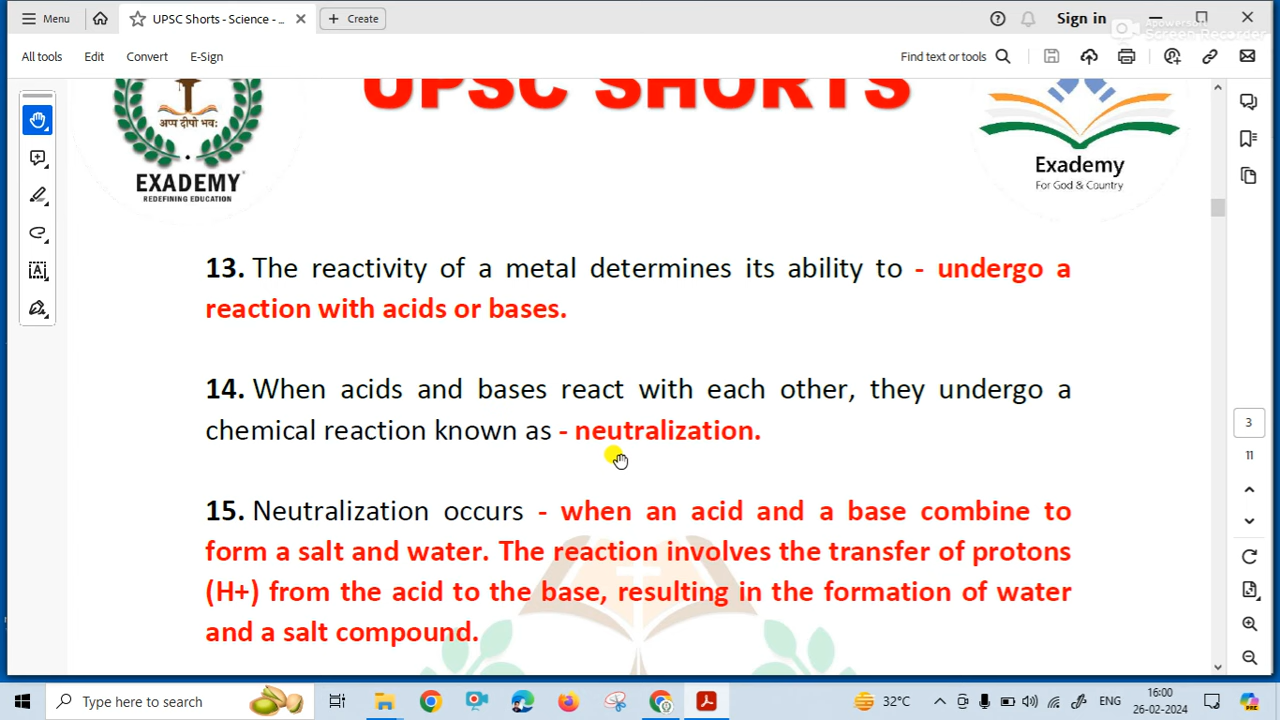 Menu
UPSC Shorts - Science - ...
Create
Sign in
Apowersoft
Screen Recorder
All tools
Edit
Convert
E-Sign
Find text or tools
UPSC SHORTS
अप्प दीपो भव:
EXADEMY
REDEFINING EDUCATION
Exademy
For God & Country
13. The reactivity of a metal determines its ability to - undergo a
reaction with acids or bases.
14. When acids and bases react with each other, they undergo a
chemical reaction known as - neutralization.
15. Neutralization occurs - when an acid and a base combine to
form a salt and water. The reaction involves the transfer of protons
(H+) from the acid to the base, resulting in the formation of water
and a salt compound.
3
11
Type here to search
32°C
ENG
16:00
26-02-2024
PRE